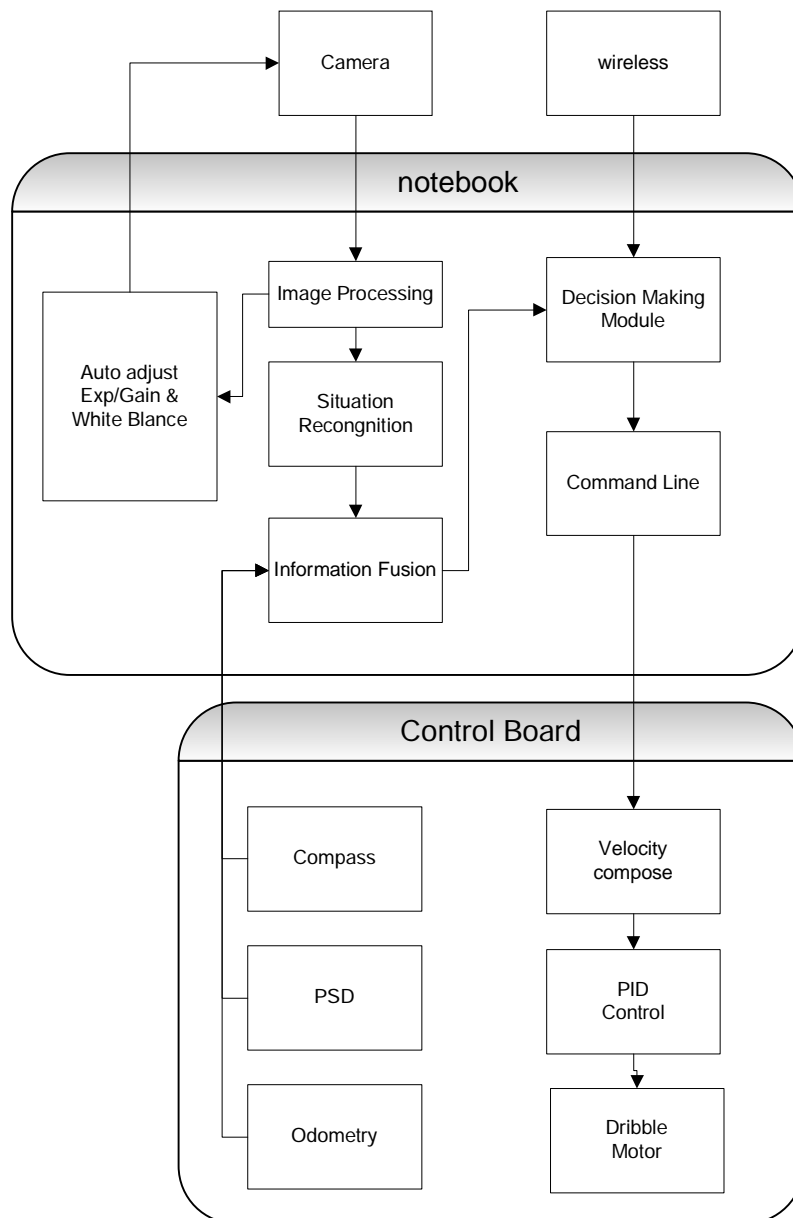 Camera
wireless
notebook
Image Processing
Decision Making
Module
Auto adjust
Exp/Gain &
White Blance
Situation
Recongnition
Command Line
Information Fusion
Control Board
Compass
Velocity
compose
PSD
PID
Control
Odometry
Dribble
Motor